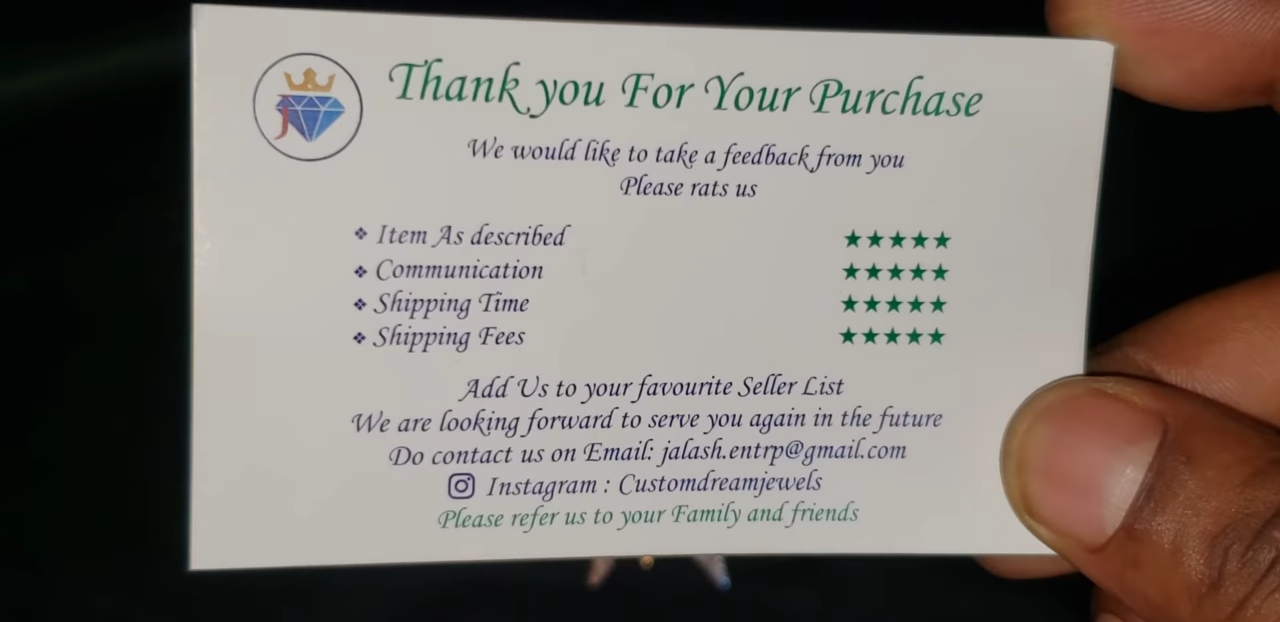 J
Thank you For Your Purchase
We would like to take a feedback from you
Please rats us
❖ Item As described ★★★★★
❖ Communication ★★★★★
❖ Shipping Time ★★★★★
❖ Shipping Fees ★★★★★
Add Us to your favourite Seller List
We are looking forward to serve you again in the future
Do contact us on Email: jalash.entrp@gmail.com
Instagram : Customdreamjewels
Please refer us to your Family and friends